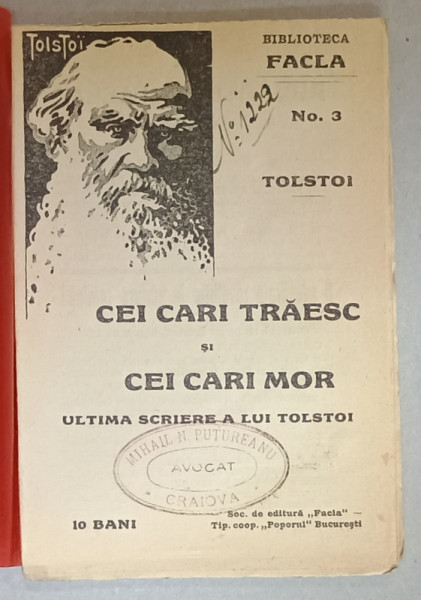 Tolstoï
BIBLIOTECA
FACLA
No. 3
No. 1222
TOLSTOI
CEI CARI TRĂESC
ȘI
CEI CARI MOR
ULTIMA SCRIERE A LUI TOLSTOI
MIHAIL N. PUTUREANU
AVOCAT
CRAIOVA
10 BANI
Soc. de editură „Facla" —
Tip. coop. „Poporul" București